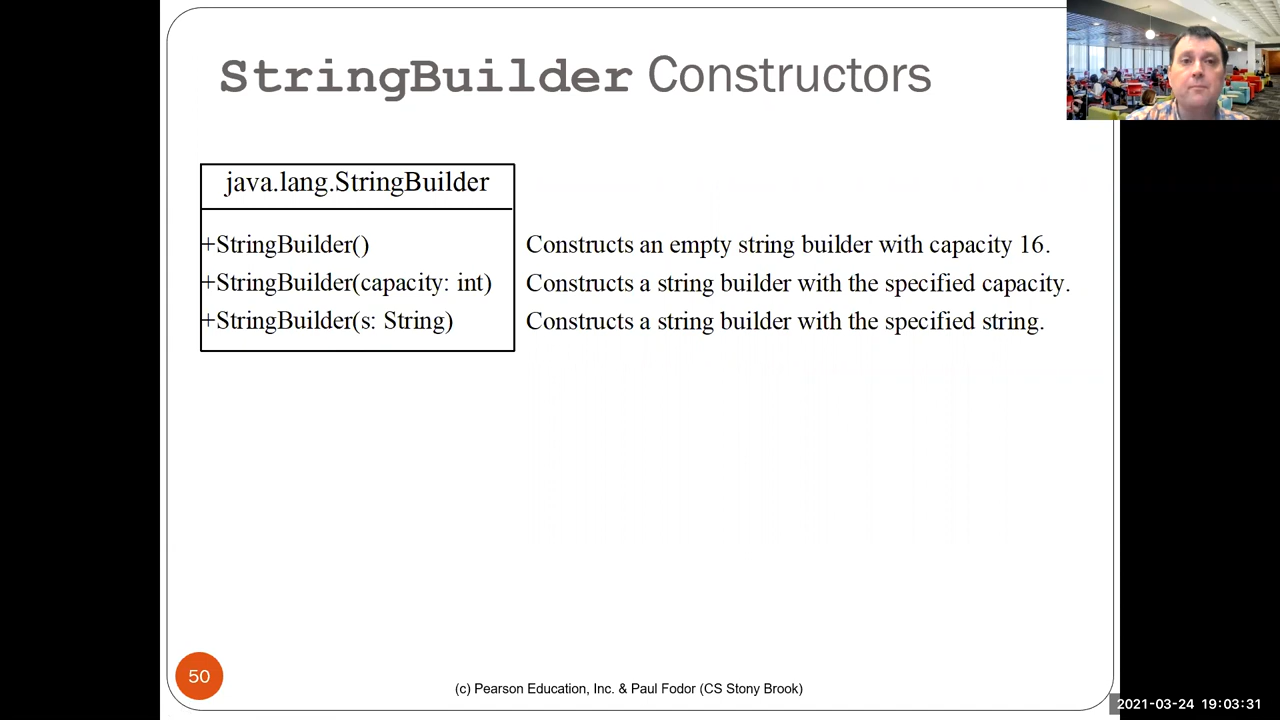 StringBuilder Constructors
java.lang.StringBuilder
+StringBuilder() Constructs an empty string builder with capacity 16.
+StringBuilder(capacity: int) Constructs a string builder with the specified capacity.
+StringBuilder(s: String) Constructs a string builder with the specified string.
50
(c) Pearson Education, Inc. & Paul Fodor (CS Stony Brook)
2021-03-24 19:03:31